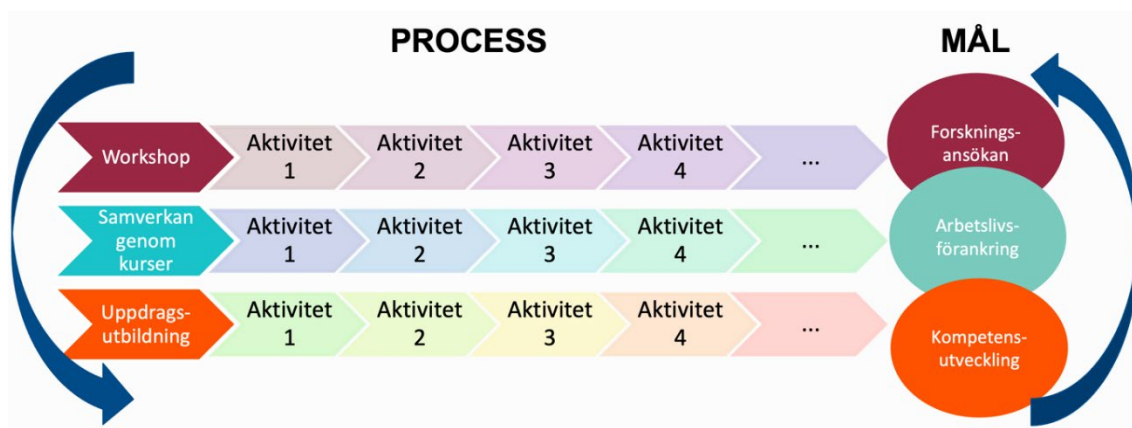 PROCESS
MÅL
Workshop
Aktivitet
1
Aktivitet
2
Aktivitet
3
Aktivitet
4
...
Forsknings-
ansökan
Samverkan
genom
kurser
Aktivitet
1
Aktivitet
2
Aktivitet
3
Aktivitet
4
...
Arbetslivs-
förankring
Uppdrags-
utbildning
Aktivitet
1
Aktivitet
2
Aktivitet
3
Aktivitet
4
...
Kompetens-
utveckling